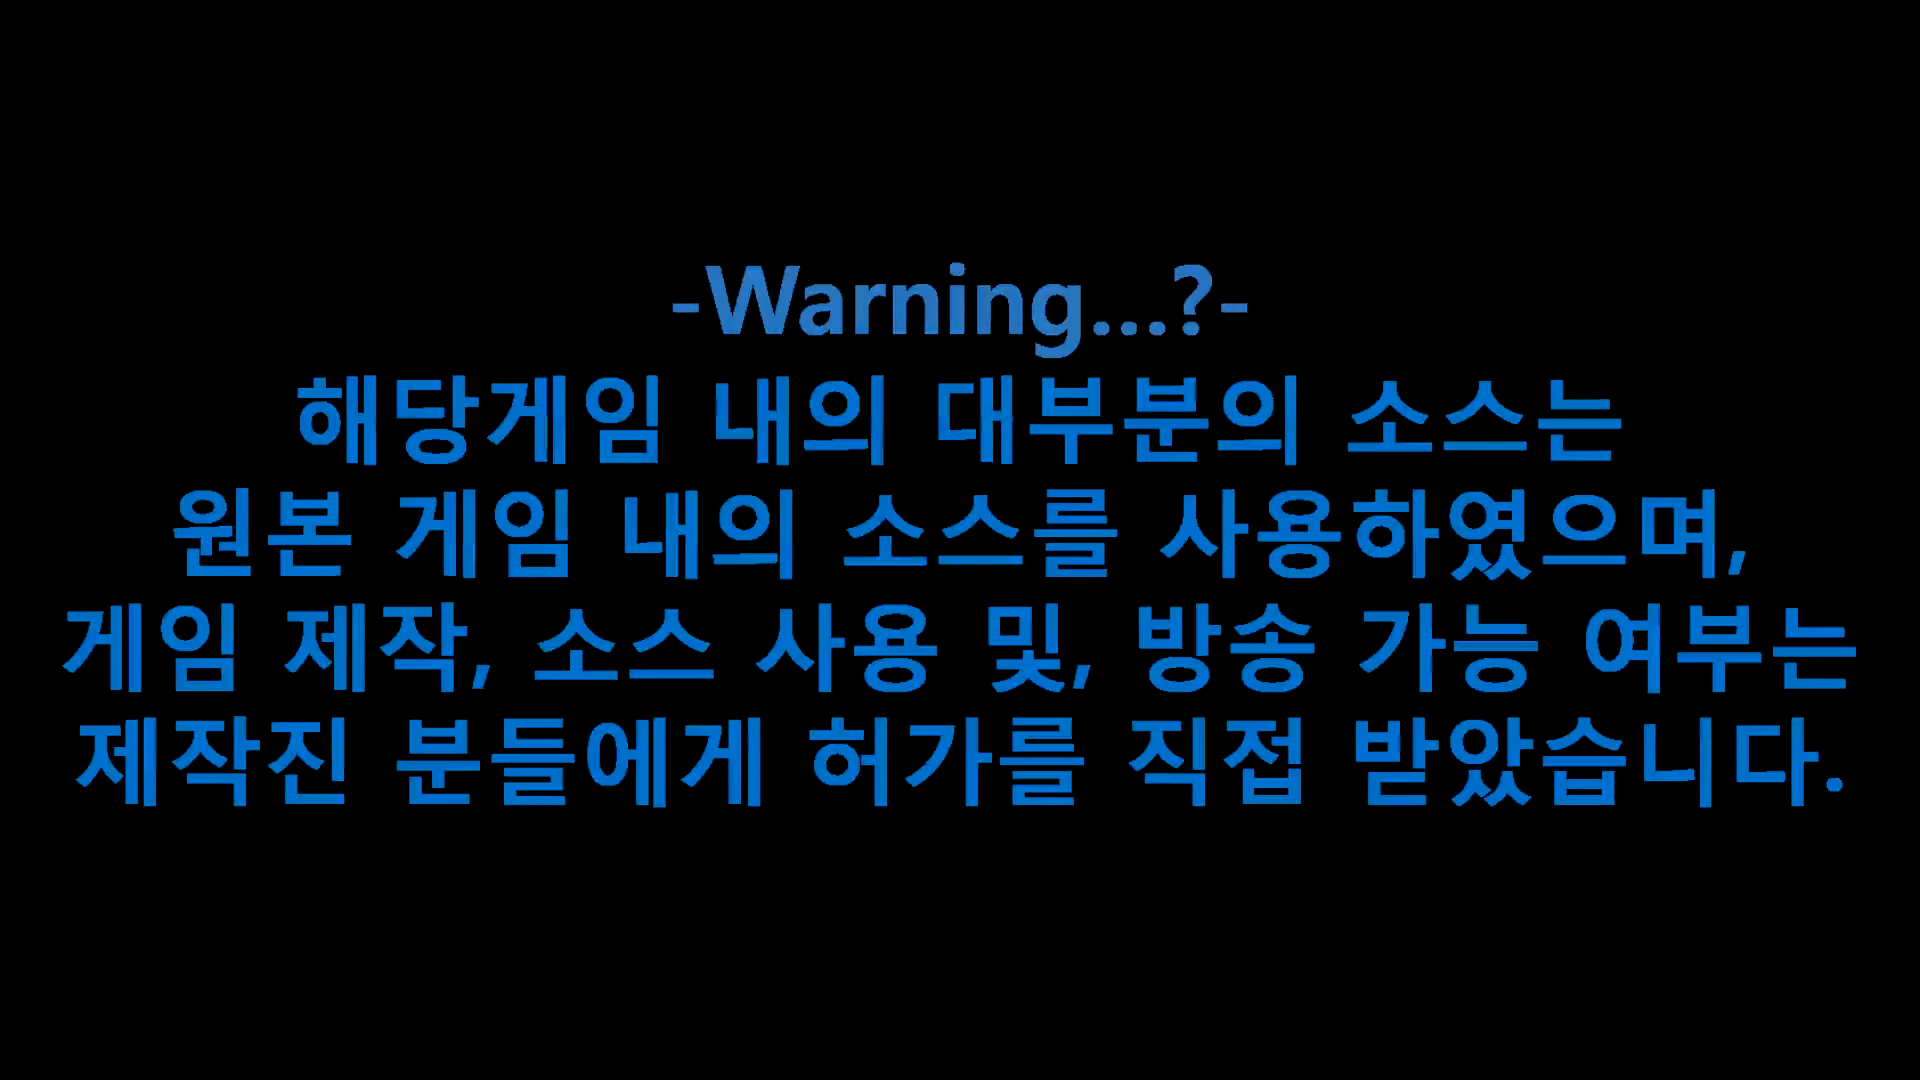 -Warning...?-
해당게임 내의 대부분의 소스는
원본 게임 내의 소스를 사용하였으며,
게임 제작, 소스 사용 및, 방송 가능 여부는
제작진 분들에게 허가를 직접 받았습니다.